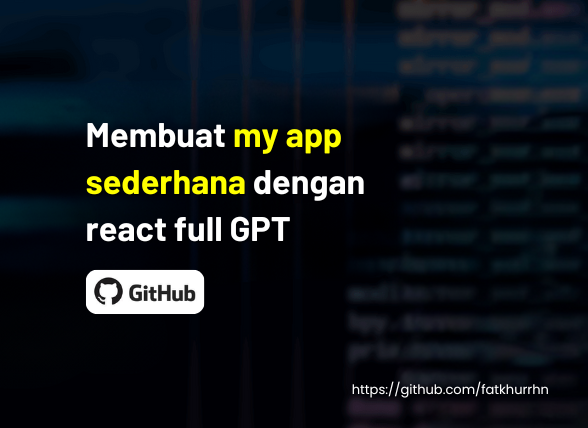 Membuat my app
sederhana dengan
react full GPT
GitHub
https://github.com/fatkhurrhn